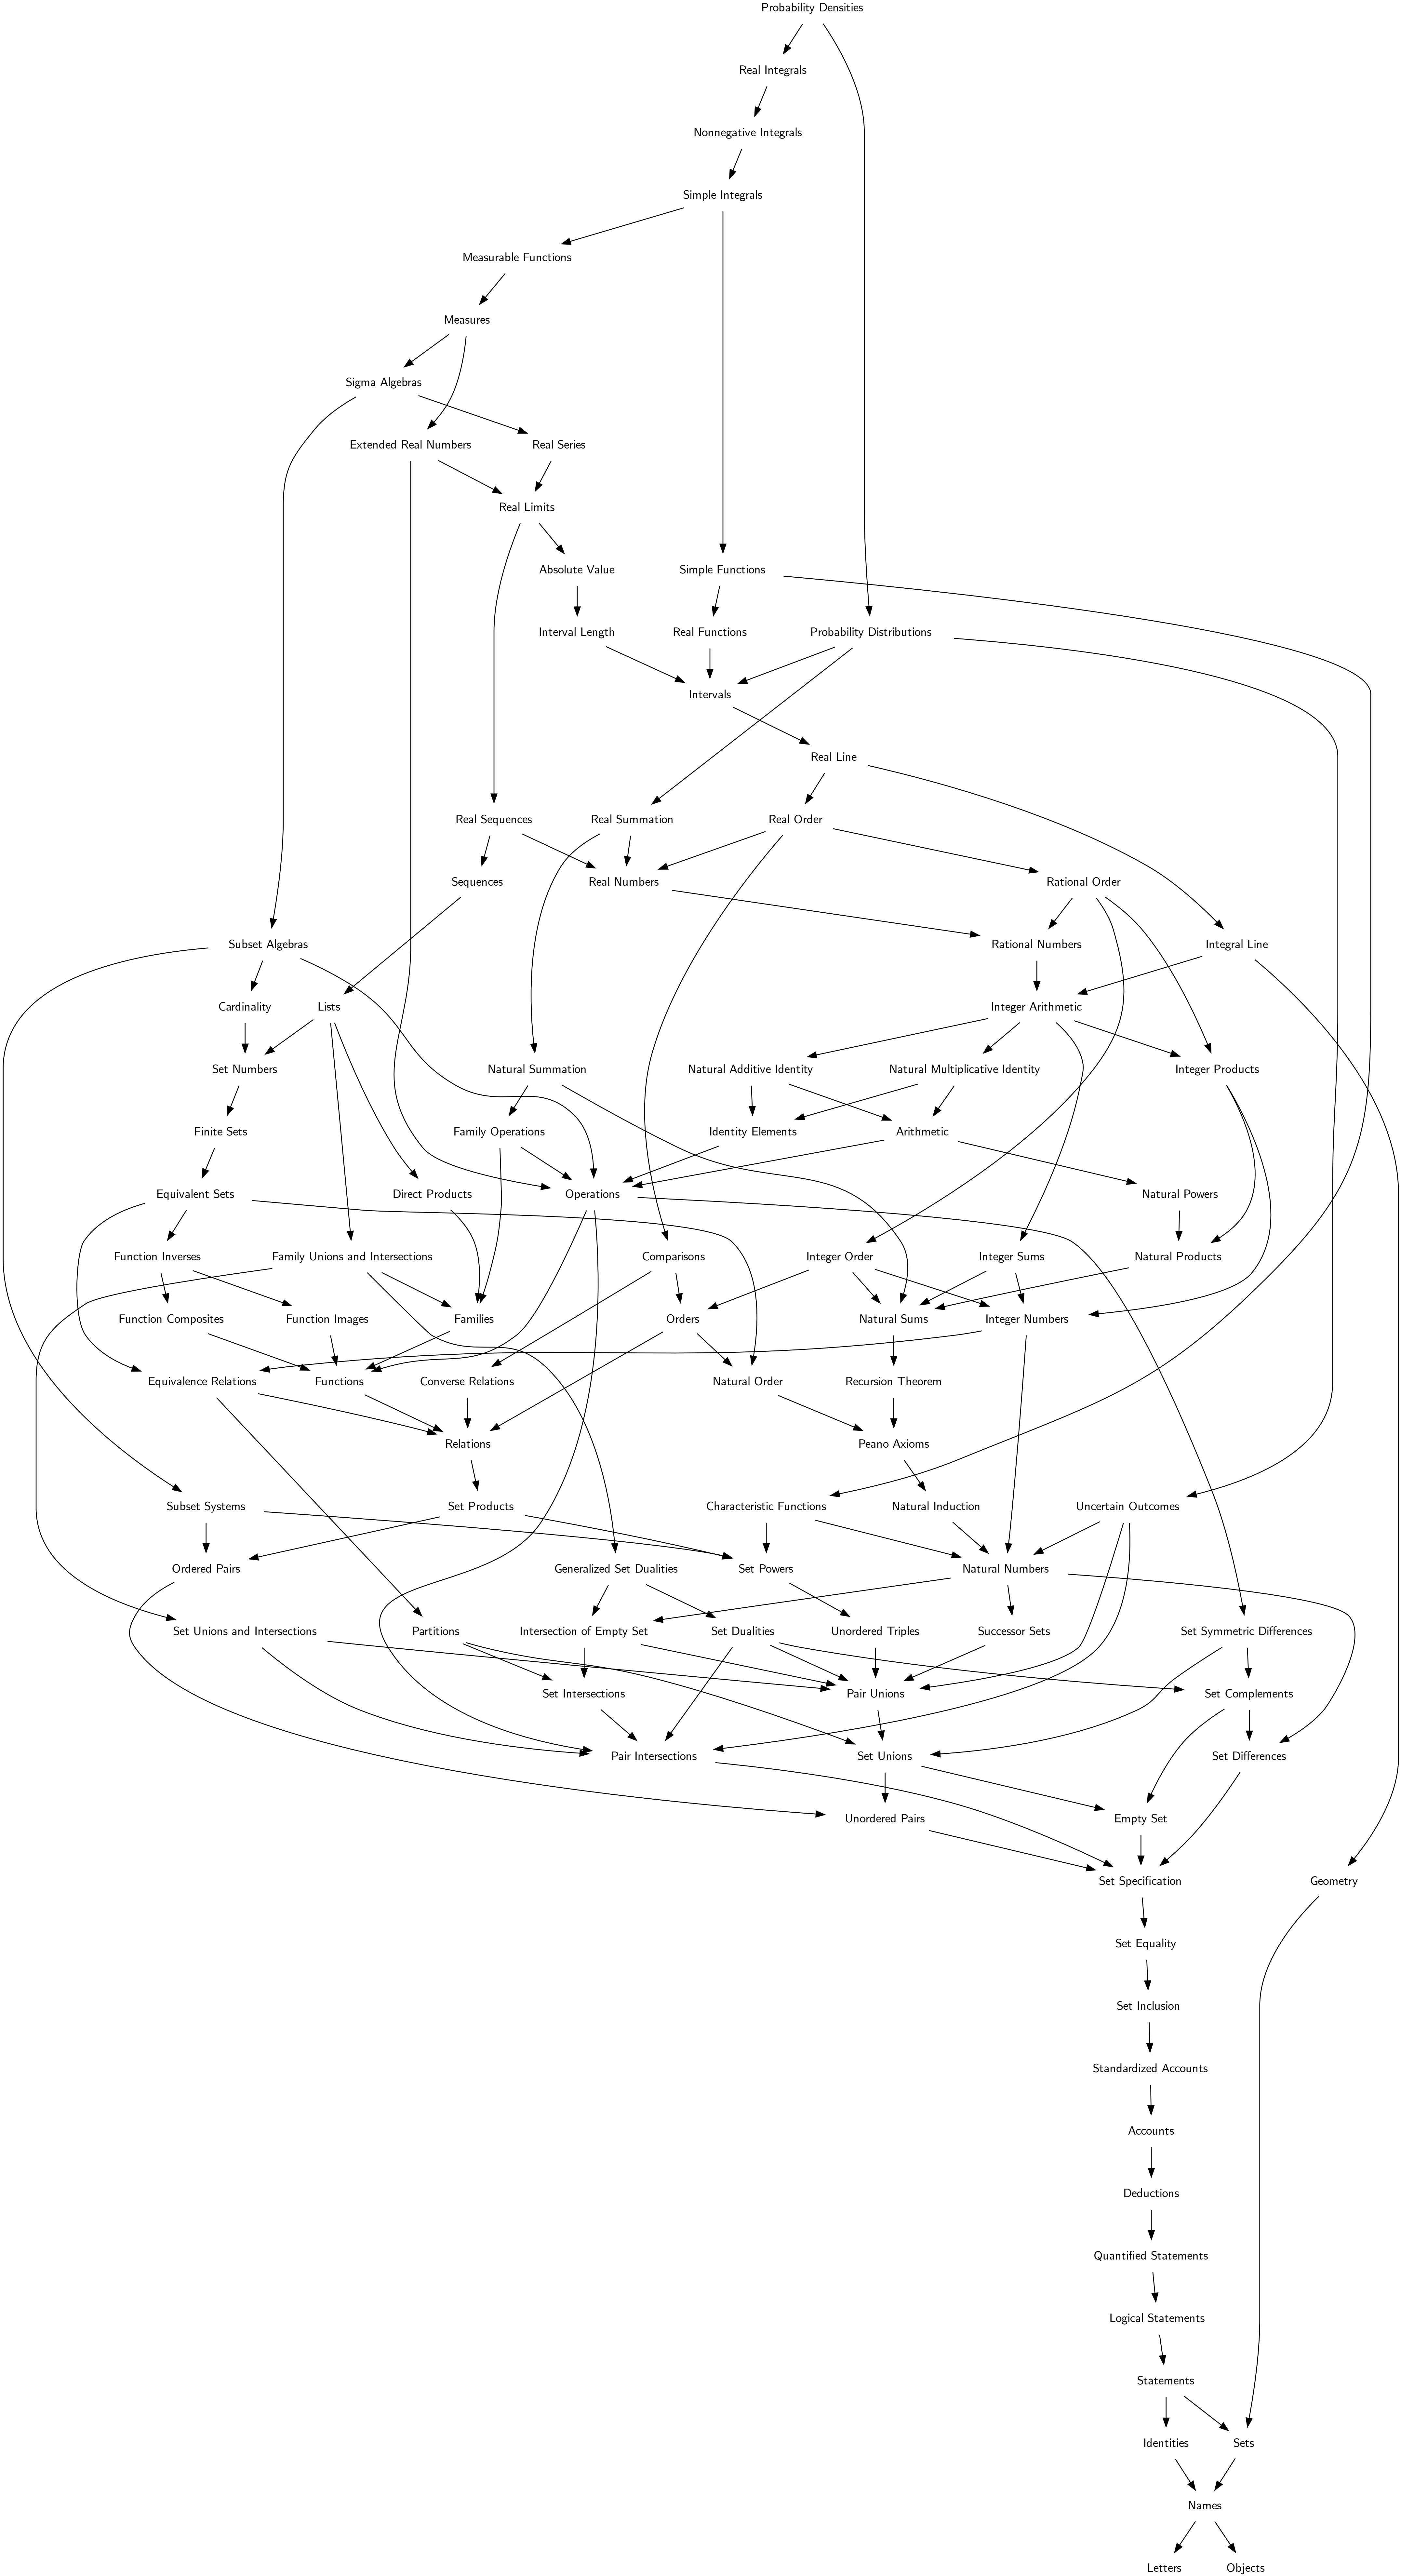 Probability Densities
Real Integrals
Nonnegative Integrals
Simple Integrals
Measurable Functions
Measures
Sigma Algebras
Extended Real Numbers
Real Series
Real Limits
Absolute Value
Simple Functions
Interval Length
Real Functions
Probability Distributions
Intervals
Real Line
Real Sequences
Real Summation
Real Order
Sequences
Real Numbers
Rational Order
Subset Algebras
Rational Numbers
Integral Line
Cardinality
Lists
Integer Arithmetic
Set Numbers
Natural Summation
Natural Additive Identity
Natural Multiplicative Identity
Integer Products
Finite Sets
Family Operations
Identity Elements
Arithmetic
Equivalent Sets
Direct Products
Operations
Natural Powers
Function Inverses
Family Unions and Intersections
Comparisons
Integer Order
Integer Sums
Natural Products
Function Composites
Function Images
Families
Orders
Natural Sums
Integer Numbers
Equivalence Relations
Functions
Converse Relations
Natural Order
Recursion Theorem
Relations
Peano Axioms
Subset Systems
Set Products
Characteristic Functions
Natural Induction
Uncertain Outcomes
Ordered Pairs
Generalized Set Dualities
Set Powers
Natural Numbers
Set Unions and Intersections
Partitions
Intersection of Empty Set
Set Dualities
Unordered Triples
Successor Sets
Set Symmetric Differences
Set Intersections
Pair Unions
Set Complements
Pair Intersections
Set Unions
Set Differences
Unordered Pairs
Empty Set
Set Specification
Geometry
Set Equality
Set Inclusion
Standardized Accounts
Accounts
Deductions
Quantified Statements
Logical Statements
Statements
Identities
Sets
Names
Letters
Objects